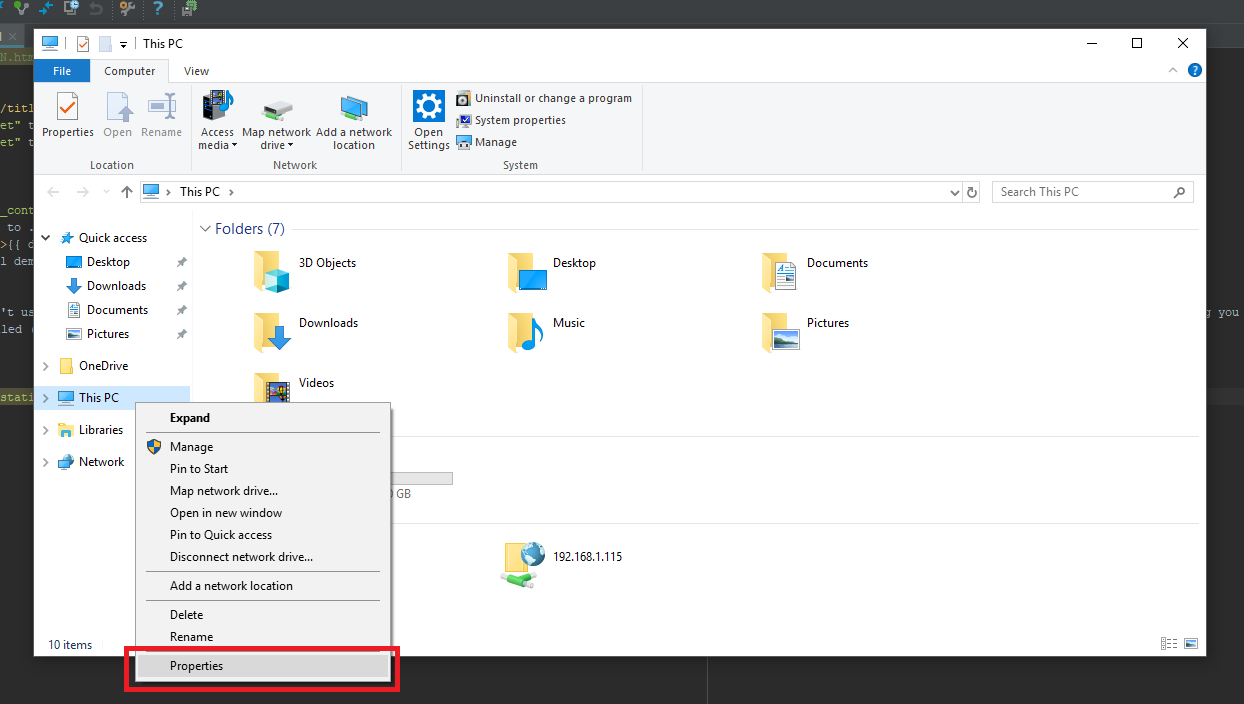 This PC
File Computer View
Properties Open Rename
Location
Access media
Map network drive
Add a network location
Network
Open Settings
Uninstall or change a program
System properties
Manage
System
This PC
Search This PC
Quick access
Desktop
Downloads
Documents
Pictures
OneDrive
This PC
Libraries
Network
Folders (7)
3D Objects
Desktop
Documents
Downloads
Music
Pictures
Videos
GB
192.168.1.115
Expand
Manage
Pin to Start
Map network drive...
Open in new window
Pin to Quick access
Disconnect network drive...
Add a network location
Delete
Rename
Properties
10 items